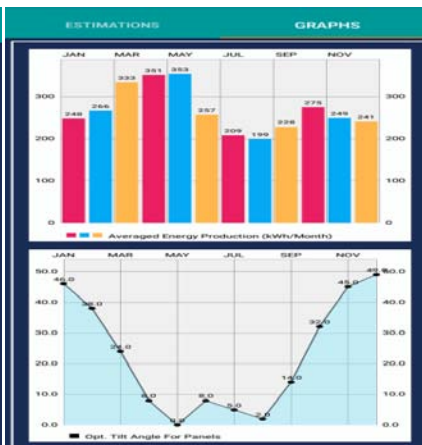 ESTIMATIONS GRAPHS
JAN MAR MAY JUL SEP NOV
248 266 333 351 353 257 209 199 228 275 249 241
300 300
200 200
100 100
0 0
Averaged Energy Production (kWh/Month)
JAN MAR MAY JUL SEP NOV
50.0 50.0
46.0 38.0 24.0 8.0 0.0 8.0 5.0 2.0 14.0 32.0 45.0 49.0
40.0 40.0
30.0 30.0
20.0 20.0
10.0 10.0
0.0 0.0
Opt. Tilt Angle For Panels